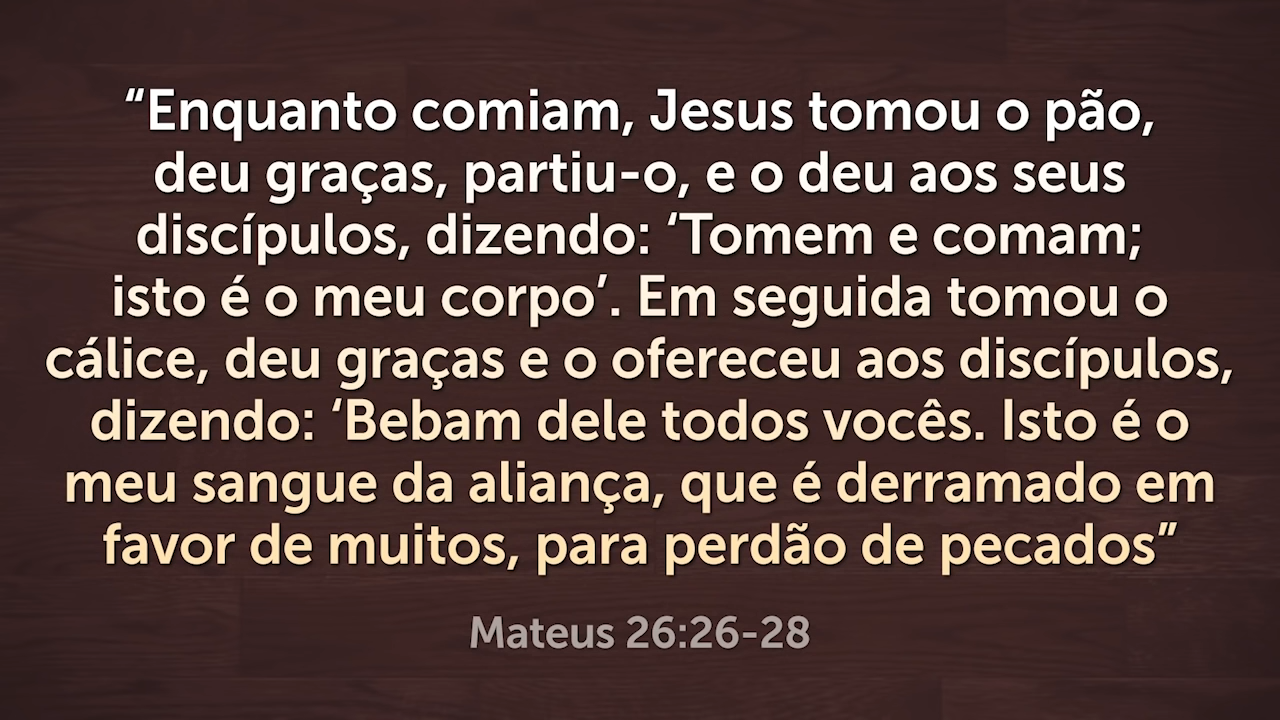 “Enquanto comiam, Jesus tomou o pão,
deu graças, partiu-o, e o deu aos seus
discípulos, dizendo: ‘Tomem e comam;
isto é o meu corpo’. Em seguida tomou o
cálice, deu graças e o ofereceu aos discípulos,
dizendo: ‘Bebam dele todos vocês. Isto é o
meu sangue da aliança, que é derramado em
favor de muitos, para perdão de pecados”
Mateus 26:26-28